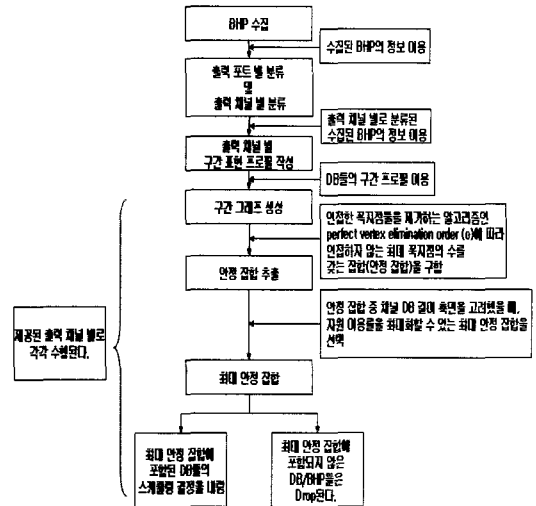 BHP 수집
수집된 BHP의 정보 이용
출력 포트 별 분류
및
출력 채널 별 분류
출력 채널 별로 분류된
수집된 BHP의 정보 이용
출력 채널 별
구간 표현 프로필 작성
DB들의 구간 프로필 이용
구간 그래프 생성
인접한 꼭지점들을 제거하는 알고리즘인
perfect vertex elimination order (σ)에 따라
인접하지 않는 최대 꼭지점의 수를
갖는 집합(안정 집합)을 구함
안정 집합 추출
안정 집합 중 채널 DB 길이 측면을 고려했을 때,
자원 이용률을 최대화할 수 있는 최대 안정 집합을
선택
제공된 출력 채널 별로
각각 수행된다.
최대 안정 집합
최대 안정 집합에
포함된 DB들의
스케줄링 결정을 내림
최대 안정 집합에
포함되지 않은
DB/BHP들은
Drop된다.